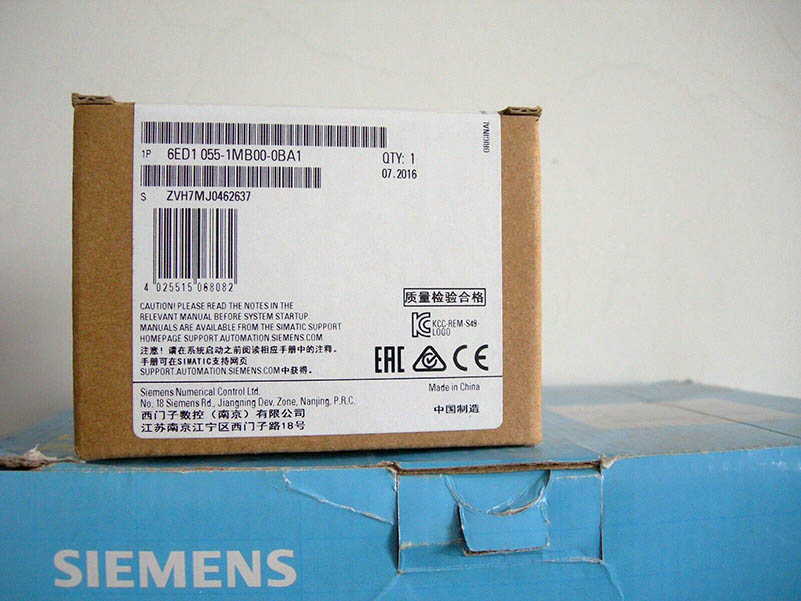 ORIGINAL
1P 6ED1 055-1MB00-0BA1
QTY: 1
07.2016
S ZVH7MJ0462637
4 025515 068082
CAUTION! PLEASE READ THE NOTES IN THE
RELEVANT MANUAL BEFORE SYSTEM STARTUP.
MANUALS ARE AVAILABLE FROM THE SIMATIC SUPPORT
HOMEPAGE SUPPORT.AUTOMATION.SIEMENS.COM.
注意! 请在系统启动之前阅读相应手册中的注释。
手册可在SIMATIC支持网页
SUPPORT.AUTOMATION.SIEMENS.COM中获得。
质量检验合格
KCC-REM-S49-
LOGO
EAC CE
Siemens Numerical Control Ltd.
No. 18 Siemens Rd., Jiangning Dev. Zone, Nanjing, P.R.C.
西门子数控（南京）有限公司
江苏南京江宁区西门子路18号
Made in China
中国制造
SIEMENS